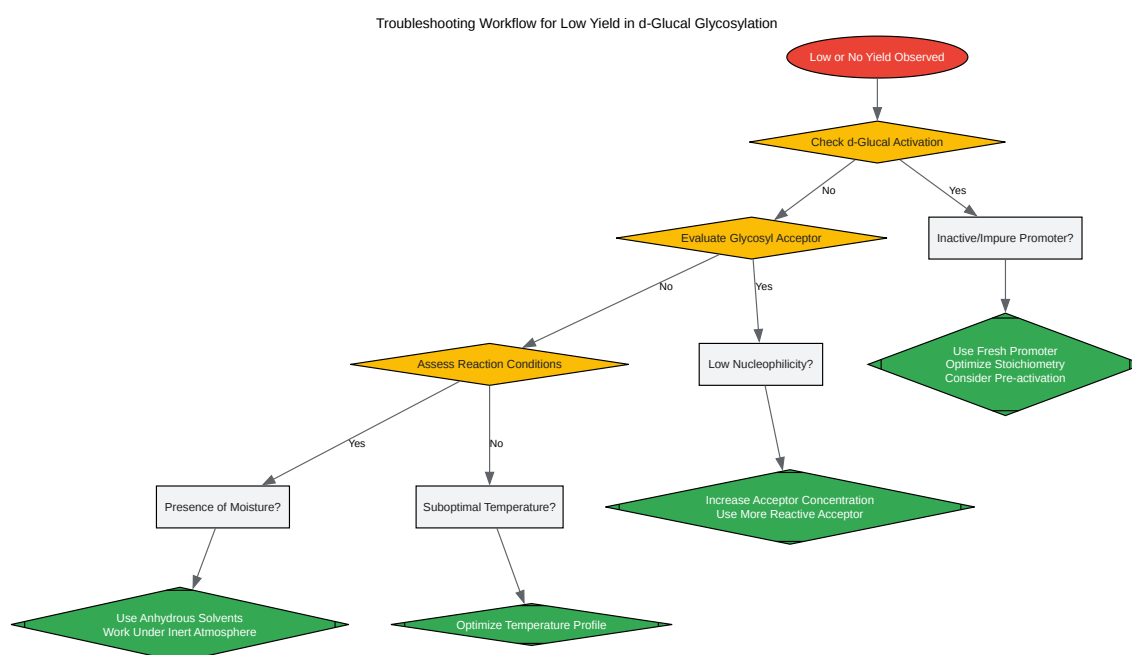 Troubleshooting Workflow for Low Yield in d-Glucal Glycosylation
Low or No Yield Observed
Check d-Glucal Activation
No
Yes
Evaluate Glycosyl Acceptor
Inactive/Impure Promoter?
No
Yes
Assess Reaction Conditions
Low Nucleophilicity?
Use Fresh Promoter
Optimize Stoichiometry
Consider Pre-activation
Yes
No
Presence of Moisture?
Suboptimal Temperature?
Increase Acceptor Concentration
Use More Reactive Acceptor
Use Anhydrous Solvents
Work Under Inert Atmosphere
Optimize Temperature Profile